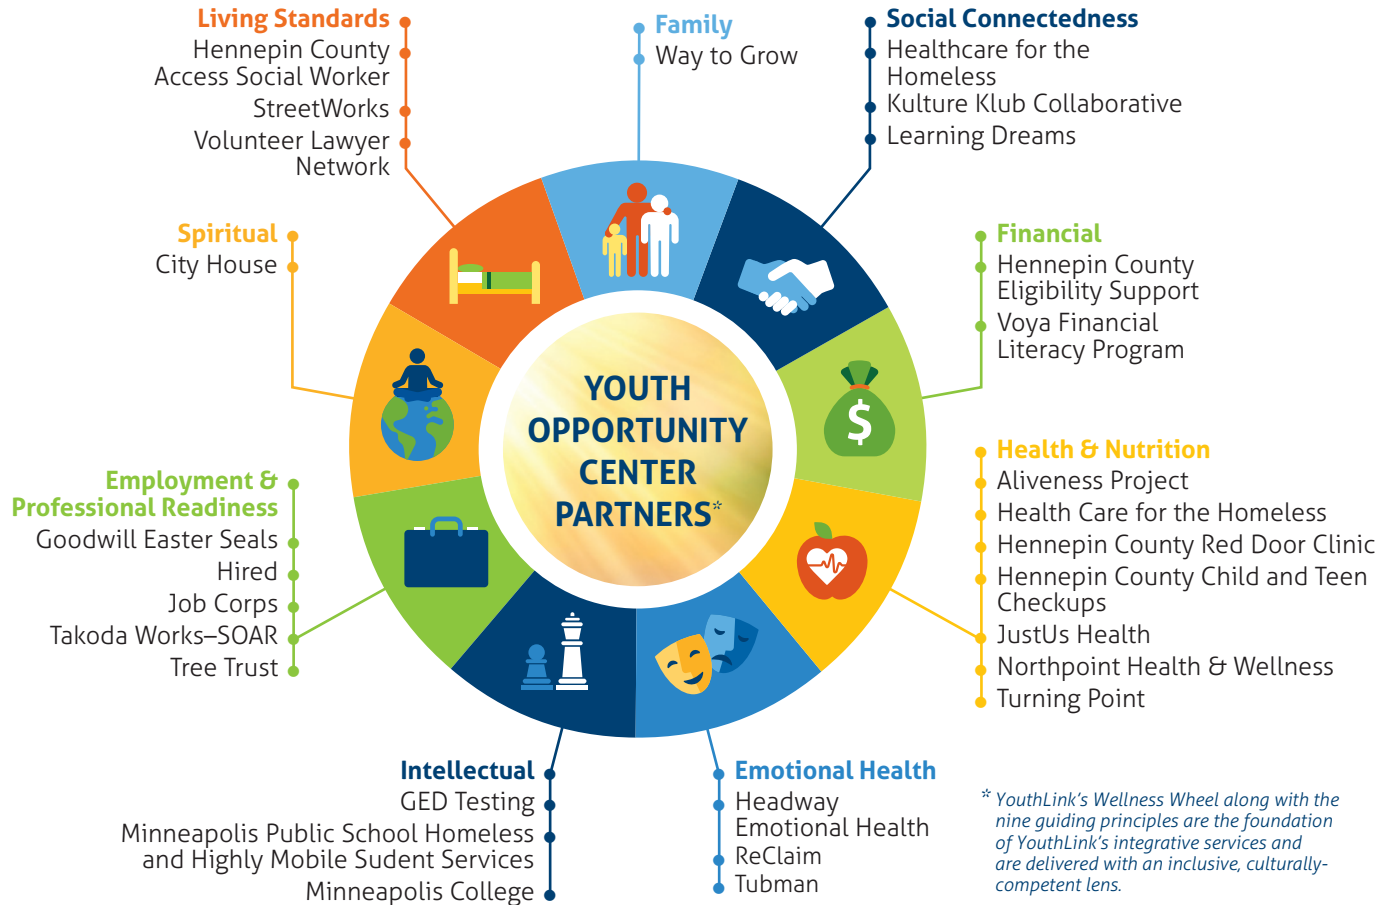 Living Standards
Hennepin County
Access Social Worker
StreetWorks
Volunteer Lawyer
Network
Family
Way to Grow
Social Connectedness
Healthcare for the
Homeless
Kulture Klub Collaborative
Learning Dreams
Spiritual
City House
Financial
Hennepin County
Eligibility Support
Voya Financial
Literacy Program
YOUTH
OPPORTUNITY
CENTER
PARTNERS*
$
Employment &
Professional Readiness
Goodwill Easter Seals
Hired
Job Corps
Takoda Works–SOAR
Tree Trust
Health & Nutrition
Aliveness Project
Health Care for the Homeless
Hennepin County Red Door Clinic
Hennepin County Child and Teen
Checkups
JustUs Health
Northpoint Health & Wellness
Turning Point
Intellectual
GED Testing
Minneapolis Public School Homeless
and Highly Mobile Sudent Services
Minneapolis College
Emotional Health
Headway
Emotional Health
ReClaim
Tubman
* YouthLink's Wellness Wheel along with the
nine guiding principles are the foundation
of YouthLink's integrative services and
are delivered with an inclusive, culturally-
competent lens.